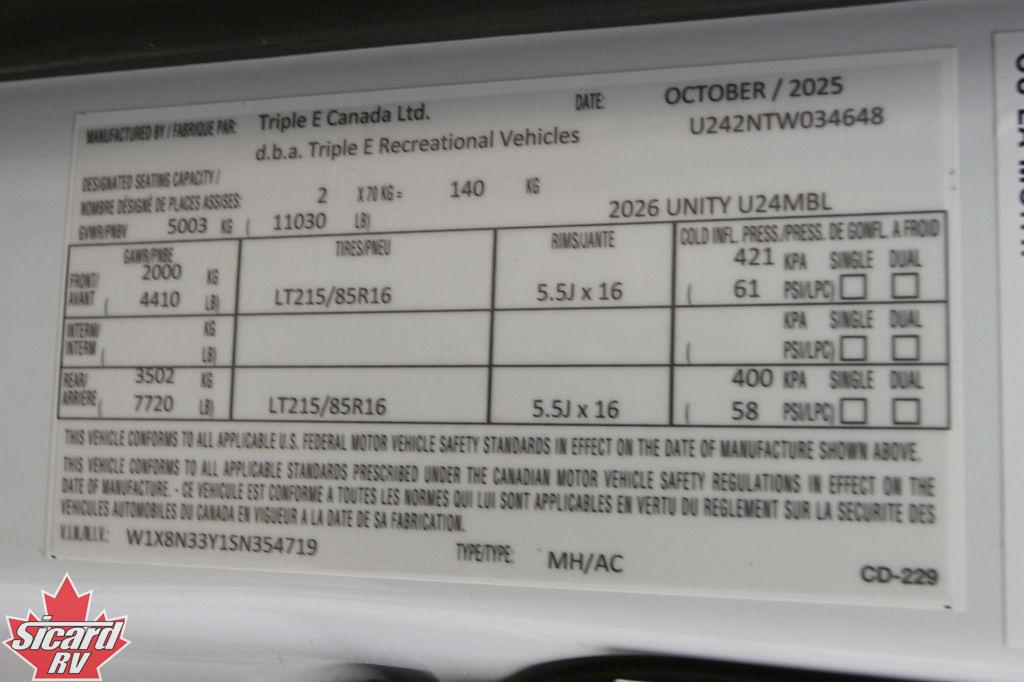 MANUFACTURED BY / FABRIQUE PAR: Triple E Canada Ltd. DATE: OCTOBER / 2025
d.b.a. Triple E Recreational Vehicles U242NTW034648
DESIGNATED SEATING CAPACITY /
NOMBRE DÉSIGNÉ DE PLACES ASSISES: 2 X 70 KG = 140 KG
GVWR/PNBV 5003 KG ( 11030 LB) 2026 UNITY U24MBL
GAWR/PNBE TIRES/PNEU RIMS/JANTE COLD INFL. PRESS./PRESS. DE GONFL. A FROID
FRONT/ 2000 KG 421 KPA SINGLE DUAL
AVANT ( 4410 LB) LT215/85R16 5.5J x 16 ( 61 PSI/LPC)
INTERM/ KG KPA SINGLE DUAL
INTERM ( LB) ( PSI/LPC)
REAR/ 3502 KG 400 KPA SINGLE DUAL
ARRIÈRE ( 7720 LB) LT215/85R16 5.5J x 16 ( 58 PSI/LPC)
THIS VEHICLE CONFORMS TO ALL APPLICABLE U.S. FEDERAL MOTOR VEHICLE SAFETY STANDARDS IN EFFECT ON THE DATE OF MANUFACTURE SHOWN ABOVE.
THIS VEHICLE CONFORMS TO ALL APPLICABLE STANDARDS PRESCRIBED UNDER THE CANADIAN MOTOR VEHICLE SAFETY REGULATIONS IN EFFECT ON THE
DATE OF MANUFACTURE. - CE VÉHICULE EST CONFORME A TOUTES LES NORMES QUI LUI SONT APPLICABLES EN VERTU DU REGLEMENT SUR LA SECURITE DES
VEHICULES AUTOMOBILES DU CANADA EN VIGUEUR A LA DATE DE SA FABRICATION.
V.I.N./N.I.V.: W1X8N33Y1SN354719 TYPE/TYPE: MH/AC
CD-229
Sicard
RV